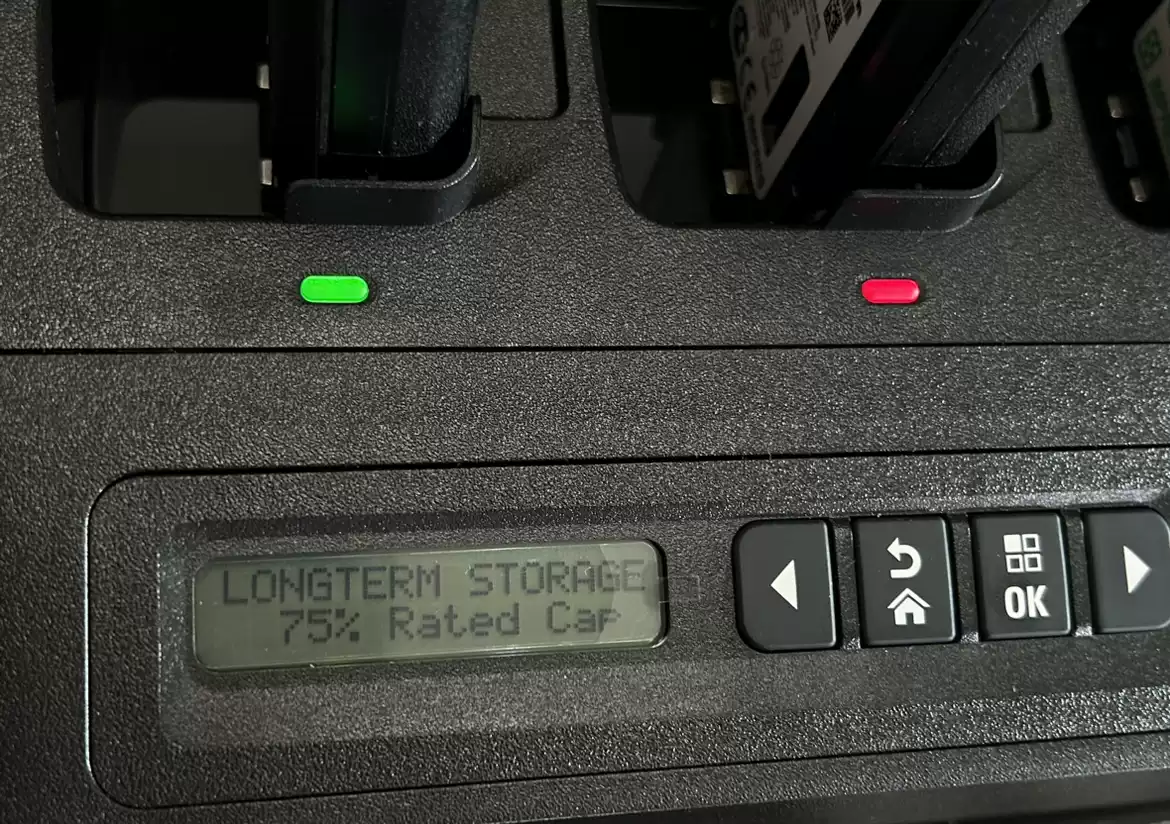 LONGTERM STORAGE
75% Rated Cap
OK